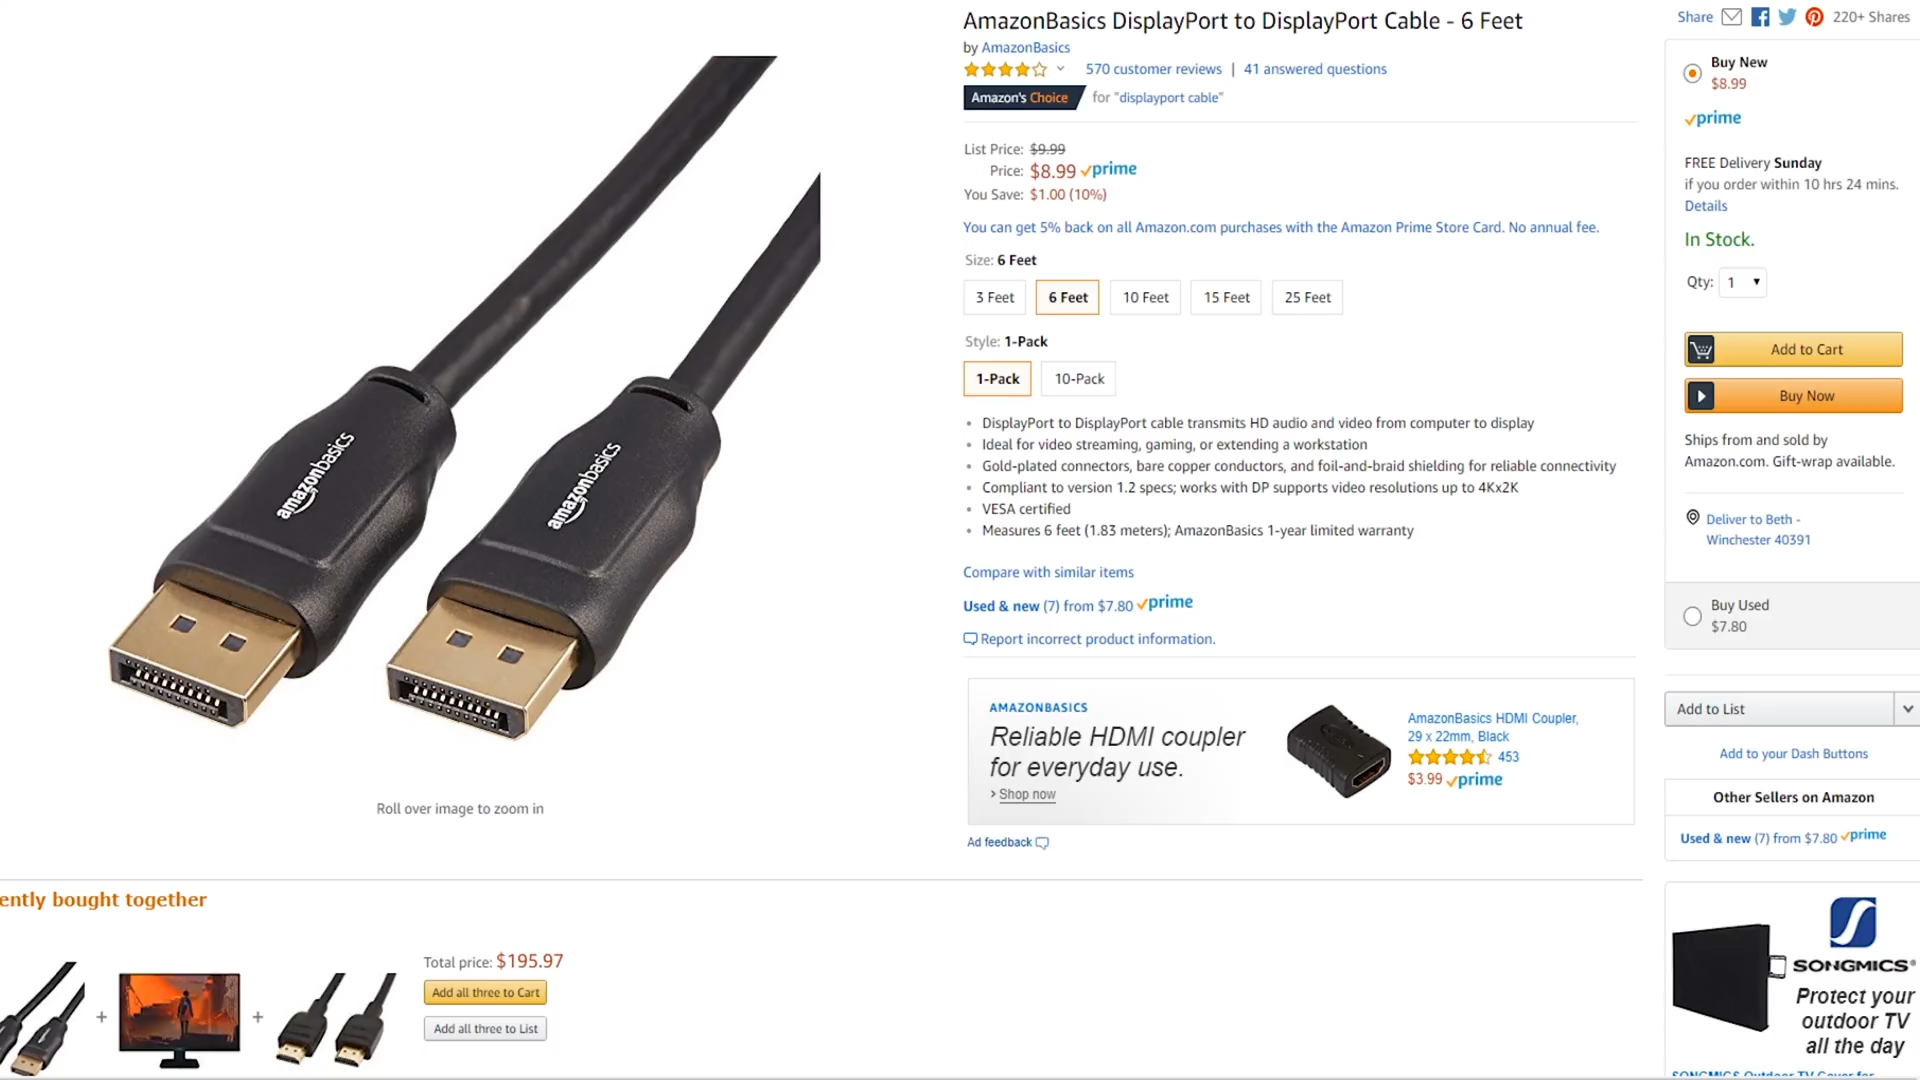 AmazonBasics DisplayPort to DisplayPort Cable - 6 Feet
by AmazonBasics
570 customer reviews | 41 answered questions
Amazon's Choice for "displayport cable"
List Price: $9.99
Price: $8.99 prime
You Save: $1.00 (10%)
You can get 5% back on all Amazon.com purchases with the Amazon Prime Store Card. No annual fee.
Size: 6 Feet
3 Feet 6 Feet 10 Feet 15 Feet 25 Feet
Style: 1-Pack
1-Pack 10-Pack
• DisplayPort to DisplayPort cable transmits HD audio and video from computer to display
• Ideal for video streaming, gaming, or extending a workstation
• Gold-plated connectors, bare copper conductors, and foil-and-braid shielding for reliable connectivity
• Compliant to version 1.2 specs; works with DP supports video resolutions up to 4Kx2K
• VESA certified
• Measures 6 feet (1.83 meters); AmazonBasics 1-year limited warranty
Compare with similar items
Used & new (7) from $7.80 prime
Report incorrect product information.
AMAZONBASICS
Reliable HDMI coupler
for everyday use.
› Shop now
AmazonBasics HDMI Coupler,
29 x 22mm, Black
453
$3.99 prime
Ad feedback
amazonbasics
amazonbasics
Roll over image to zoom in
Share 220+ Shares
Buy New
$8.99
prime
FREE Delivery Sunday
if you order within 10 hrs 24 mins.
Details
In Stock.
Qty: 1
Add to Cart
Buy Now
Ships from and sold by
Amazon.com. Gift-wrap available.
Deliver to Beth -
Winchester 40391
Buy Used
$7.80
Add to List
Add to your Dash Buttons
Other Sellers on Amazon
Used & new (7) from $7.80 prime
SONGMICS®
Protect your
outdoor TV
all the day
SONGMICS Outdoor TV Cover for
ently bought together
Total price: $195.97
Add all three to Cart
Add all three to List
+ +